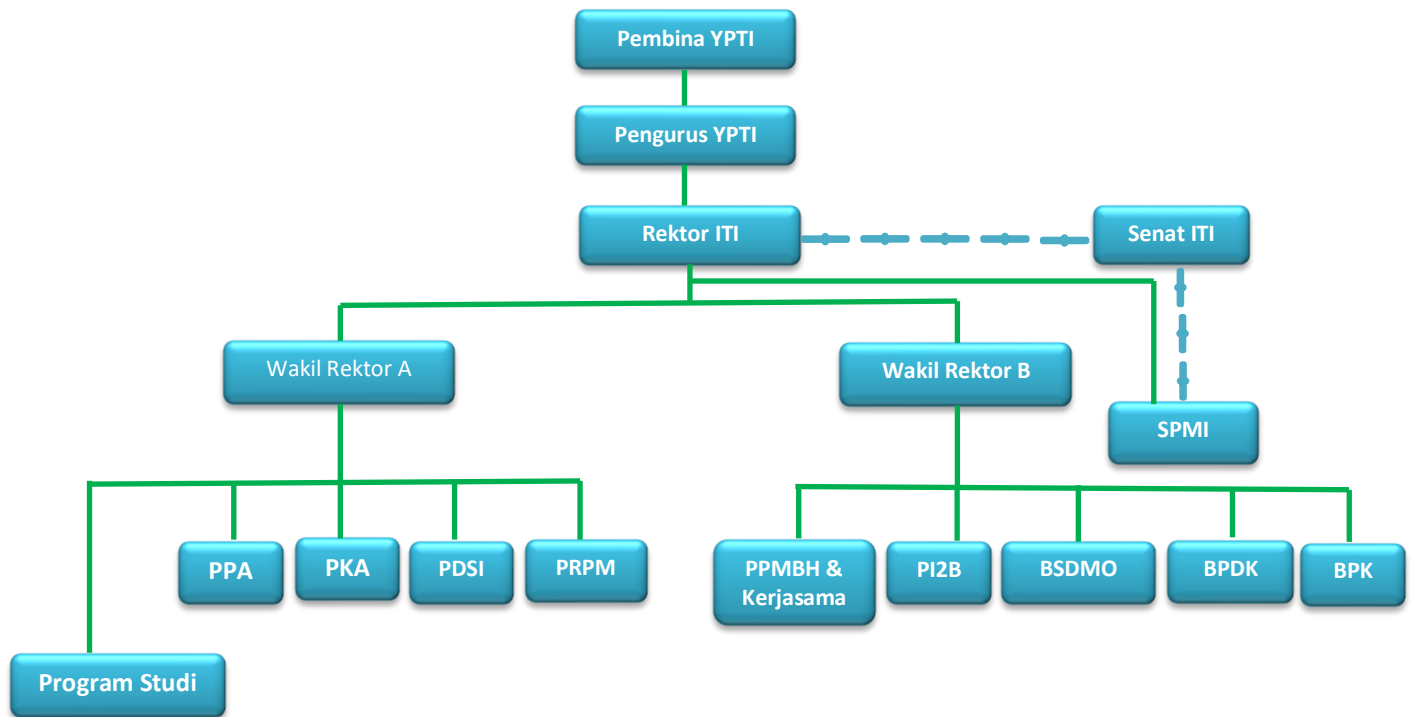 Pembina YPTI
Pengurus YPTI
Rektor ITI
Senat ITI
Wakil Rektor A
Wakil Rektor B
SPMI
PPA
PKA
PDSI
PRPM
PPMBH &
Kerjasama
PI2B
BSDMO
BPDK
BPK
Program Studi